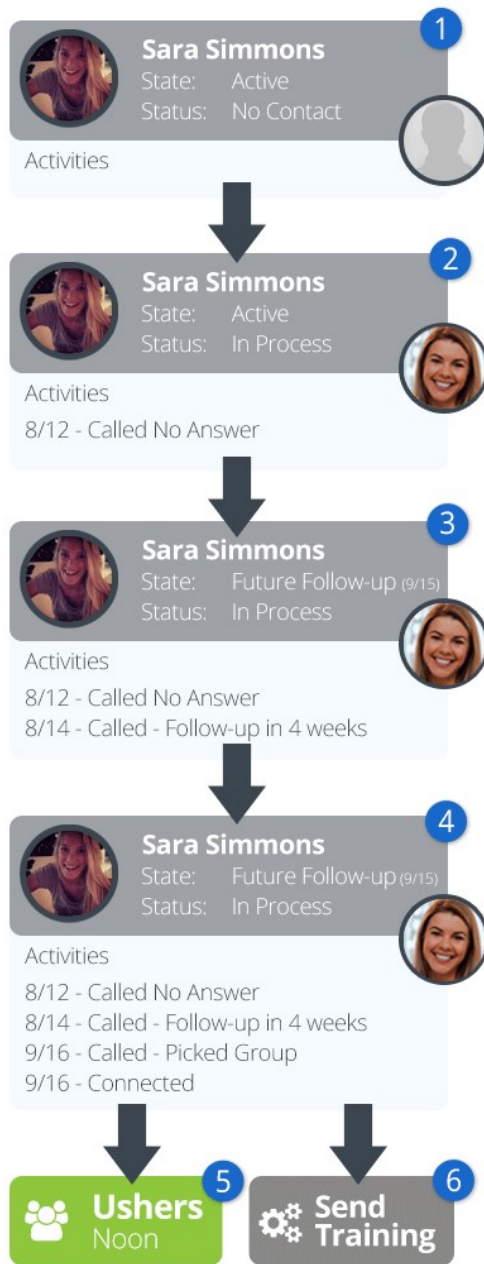 1
Sara Simmons
State: Active
Status: No Contact
Activities
2
Sara Simmons
State: Active
Status: In Process
Activities
8/12 - Called No Answer
3
Sara Simmons
State: Future Follow-up (9/15)
Status: In Process
Activities
8/12 - Called No Answer
8/14 - Called - Follow-up in 4 weeks
4
Sara Simmons
State: Future Follow-up (9/15)
Status: In Process
Activities
8/12 - Called No Answer
8/14 - Called - Follow-up in 4 weeks
9/16 - Called - Picked Group
9/16 - Connected
5
Ushers
Noon
6
Send
Training